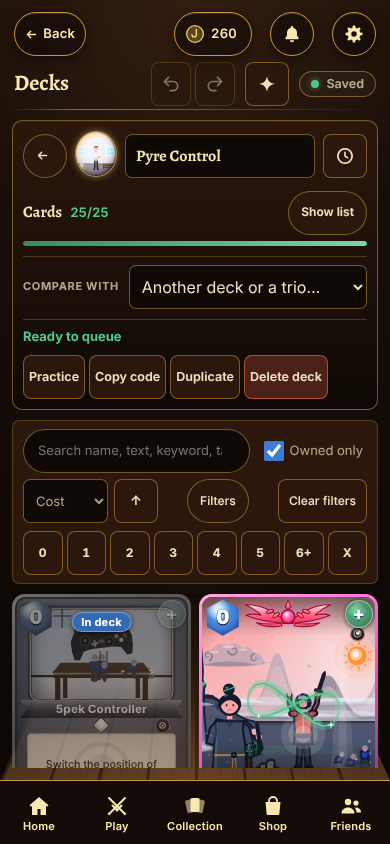 ← Back
J 260
Decks
Saved
Pyre Control
Cards 25/25
Show list
COMPARE WITH
Another deck or a trio...
Ready to queue
Practice
Copy code
Duplicate
Delete deck
Search name, text, keyword, t
Owned only
Cost
Filters
Clear filters
0 1 2 3 4 5 6+ X
0
In deck
+
0
+
5pek Controller
Switch the position of
Home
Play
Collection
Shop
Friends